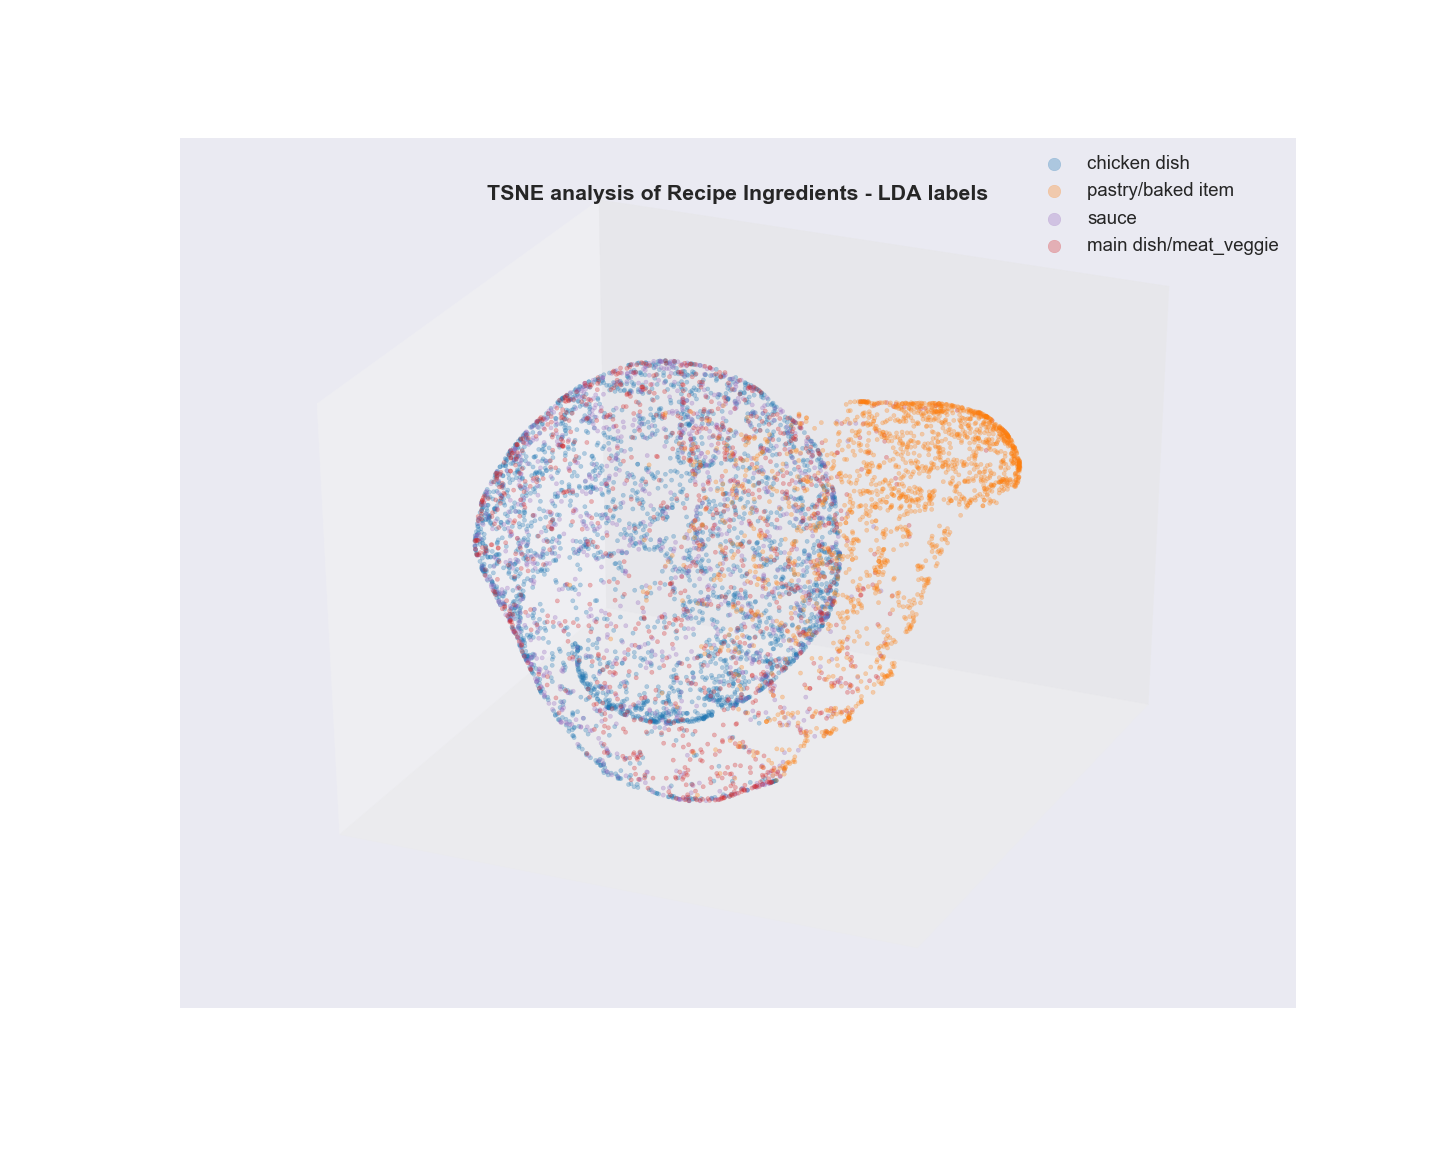 TSNE analysis of Recipe Ingredients - LDA labels
chicken dish
pastry/baked item
sauce
main dish/meat_veggie